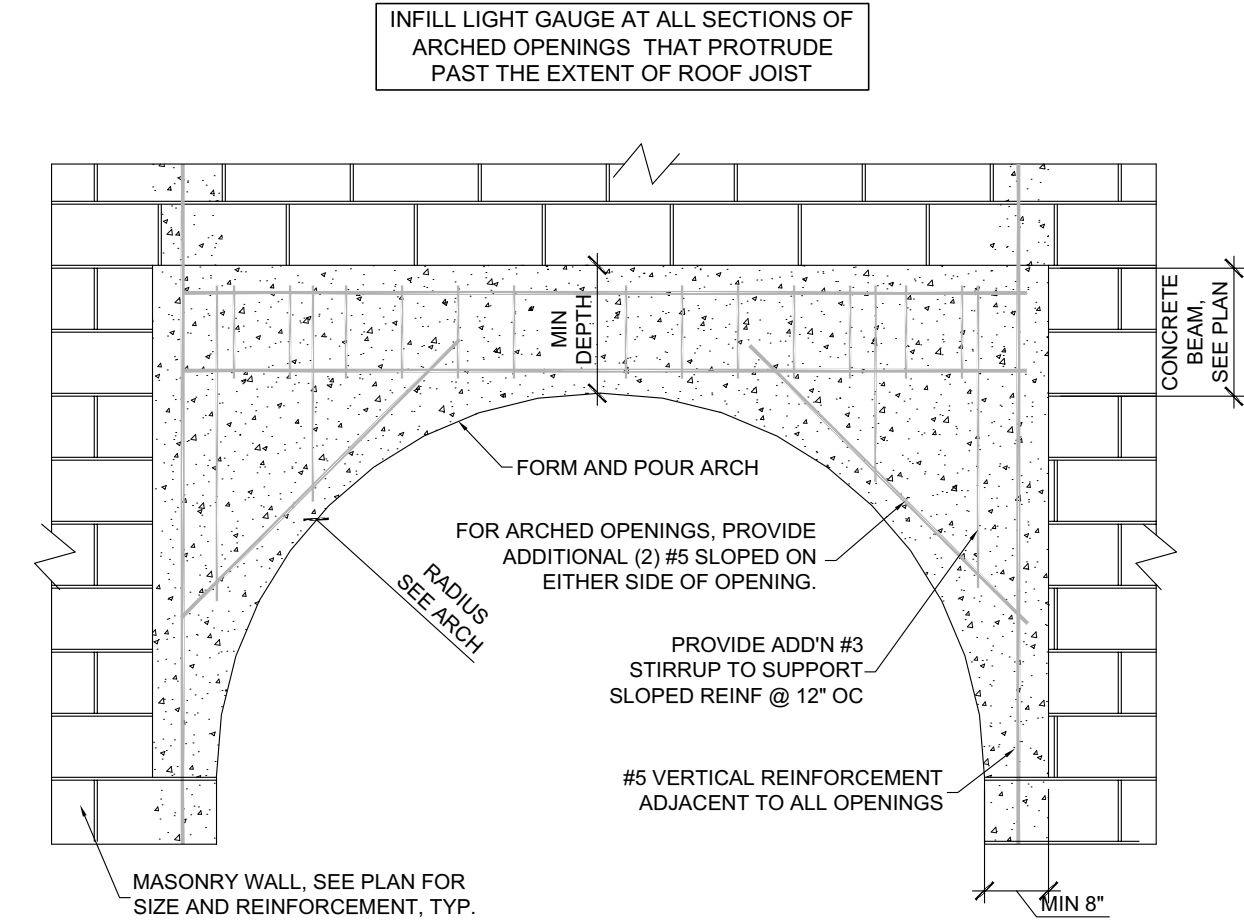 INFILL LIGHT GAUGE AT ALL SECTIONS OF
ARCHED OPENINGS THAT PROTRUDE
PAST THE EXTENT OF ROOF JOIST
MIN
DEPTH
CONCRETE
BEAM,
SEE PLAN
FORM AND POUR ARCH
FOR ARCHED OPENINGS, PROVIDE
ADDITIONAL (2) #5 SLOPED ON
EITHER SIDE OF OPENING.
RADIUS
SEE ARCH
PROVIDE ADD'N #3
STIRRUP TO SUPPORT
SLOPED REINF @ 12" OC
#5 VERTICAL REINFORCEMENT
ADJACENT TO ALL OPENINGS
MASONRY WALL, SEE PLAN FOR
SIZE AND REINFORCEMENT, TYP.
MIN 8"